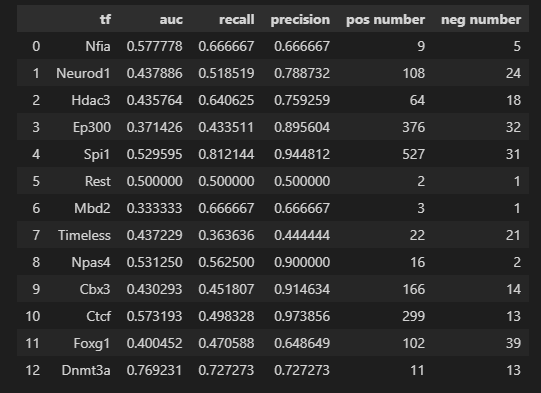 tf auc recall precision pos number neg number
0 Nfia 0.577778 0.666667 0.666667 9 5
1 Neurod1 0.437886 0.518519 0.788732 108 24
2 Hdac3 0.435764 0.640625 0.759259 64 18
3 Ep300 0.371426 0.433511 0.895604 376 32
4 Spi1 0.529595 0.812144 0.944812 527 31
5 Rest 0.500000 0.500000 0.500000 2 1
6 Mbd2 0.333333 0.666667 0.666667 3 1
7 Timeless 0.437229 0.363636 0.444444 22 21
8 Npas4 0.531250 0.562500 0.900000 16 2
9 Cbx3 0.430293 0.451807 0.914634 166 14
10 Ctcf 0.573193 0.498328 0.973856 299 13
11 Foxg1 0.400452 0.470588 0.648649 102 39
12 Dnmt3a 0.769231 0.727273 0.727273 11 13